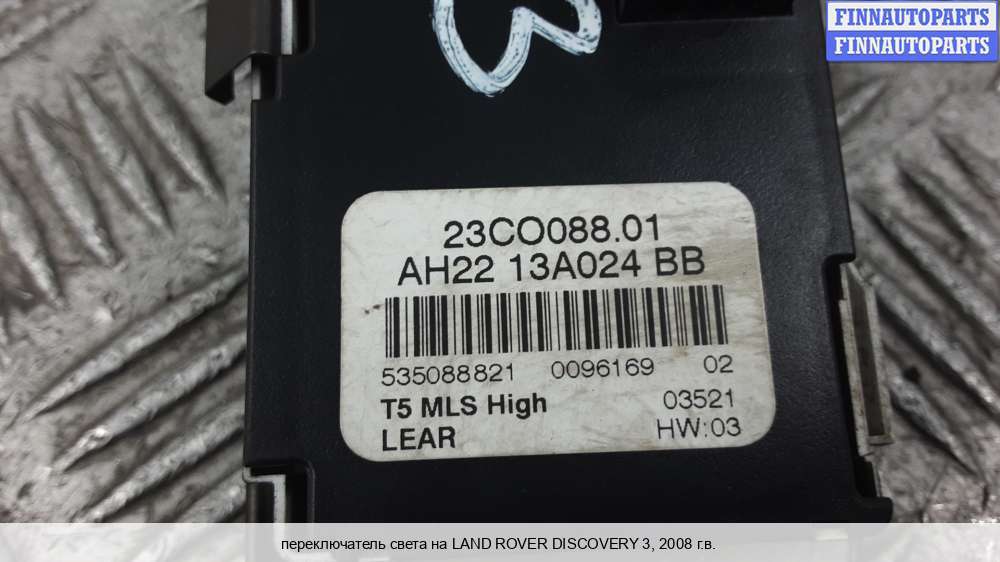 FINNAUTOPARTS
FINNAUTOPARTS
23CO088.01
AH22 13A024 BB
535088821 0096169 02
T5 MLS High 03521
LEAR HW:03
переключатель света на LAND ROVER DISCOVERY 3, 2008 г.в.